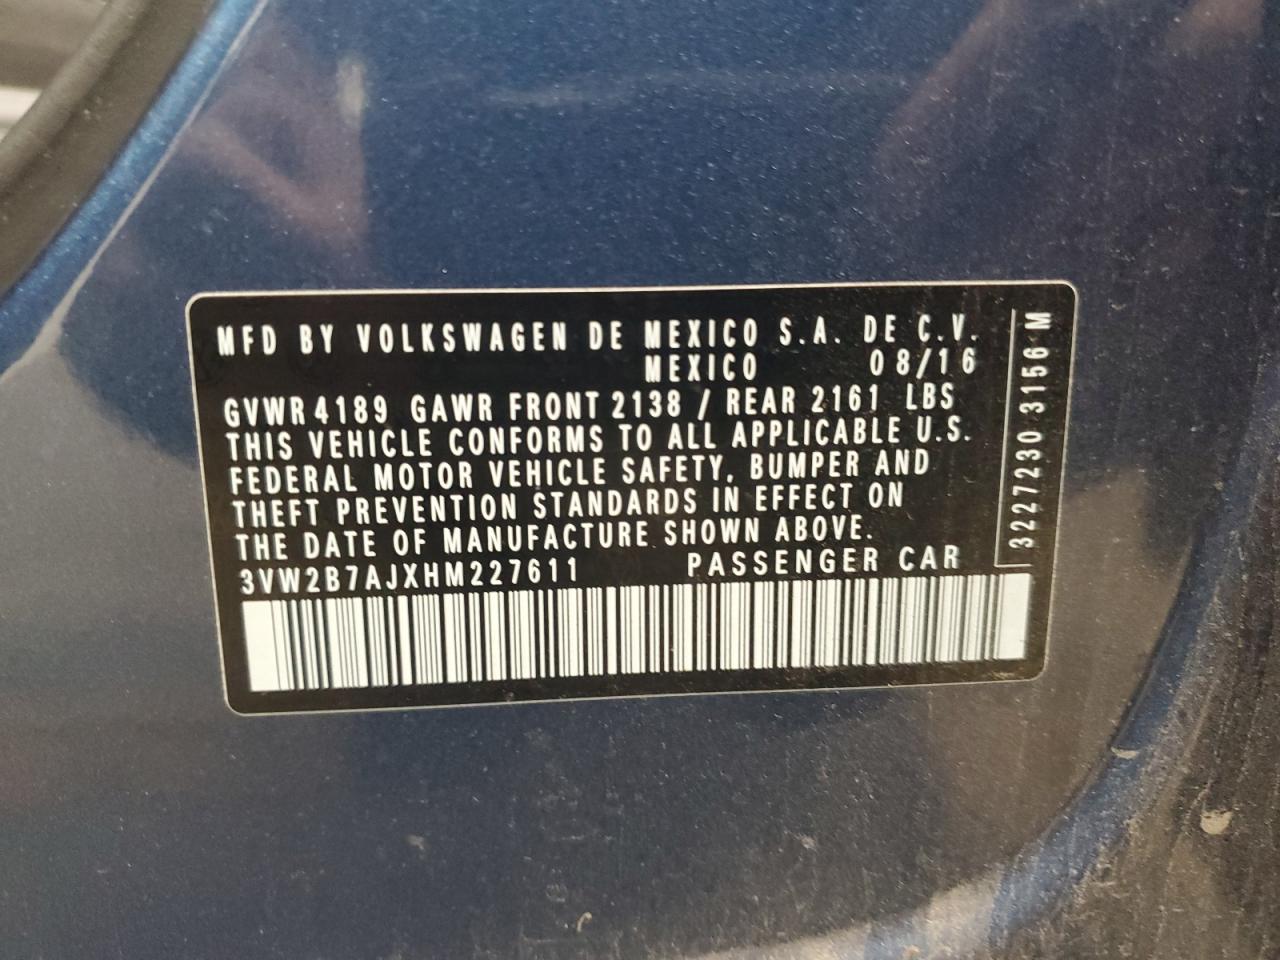 MFD BY VOLKSWAGEN DE MEXICO S.A. DE C.V.
MEXICO 08/16
GVWR 4189 GAWR FRONT 2138 / REAR 2161 LBS
THIS VEHICLE CONFORMS TO ALL APPLICABLE U.S.
FEDERAL MOTOR VEHICLE SAFETY, BUMPER AND
THEFT PREVENTION STANDARDS IN EFFECT ON
THE DATE OF MANUFACTURE SHOWN ABOVE.
3VW2B7AJXHM227611 PASSENGER CAR
3227230 3156 M